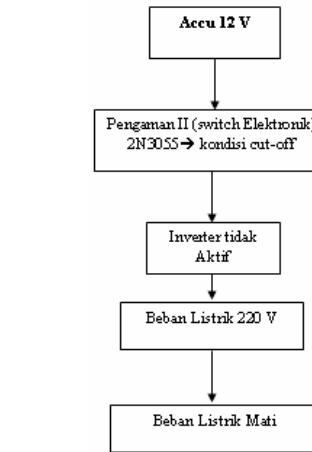 Accu 12 V
Pengaman II (switch Elektronik)
2N3055→ kondisi cut-off
Inverter tidak
Aktif
Beban Listrik 220 V
Beban Listrik Mati